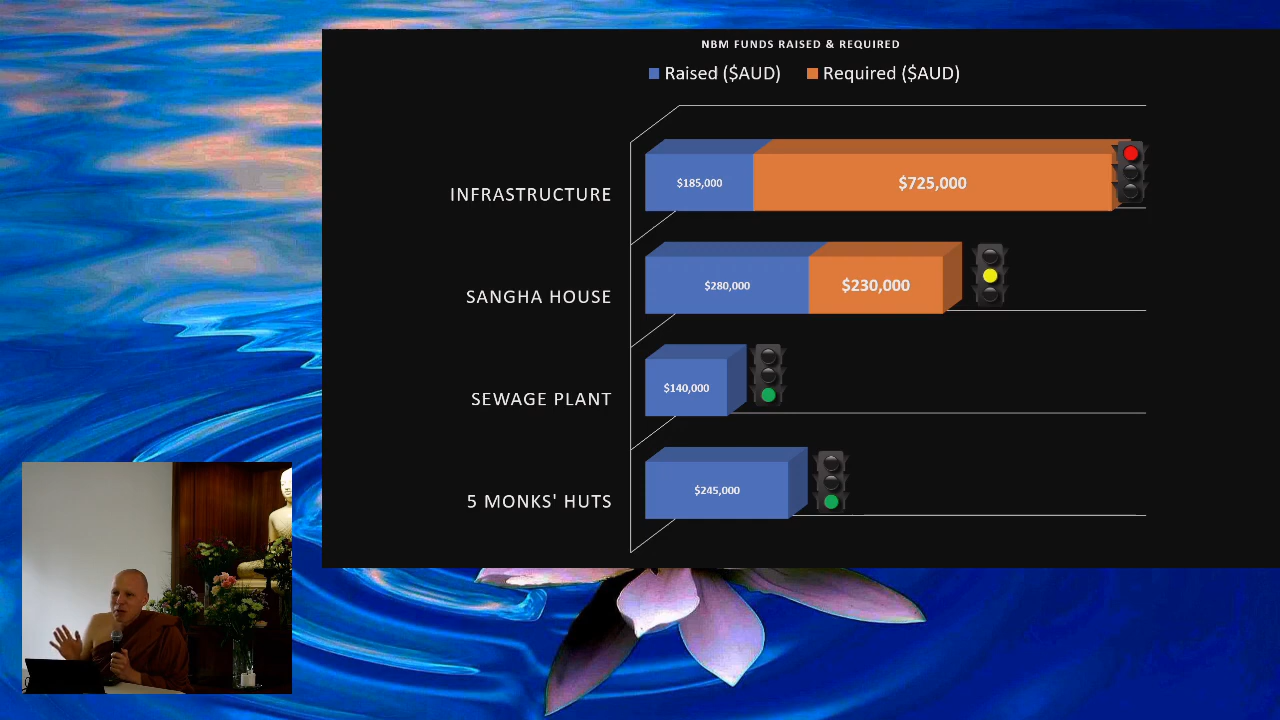 NBM FUNDS RAISED & REQUIRED
Raised ($AUD) Required ($AUD)
INFRASTRUCTURE $185,000 $725,000
SANGHA HOUSE $280,000 $230,000
SEWAGE PLANT $140,000
5 MONKS' HUTS $245,000